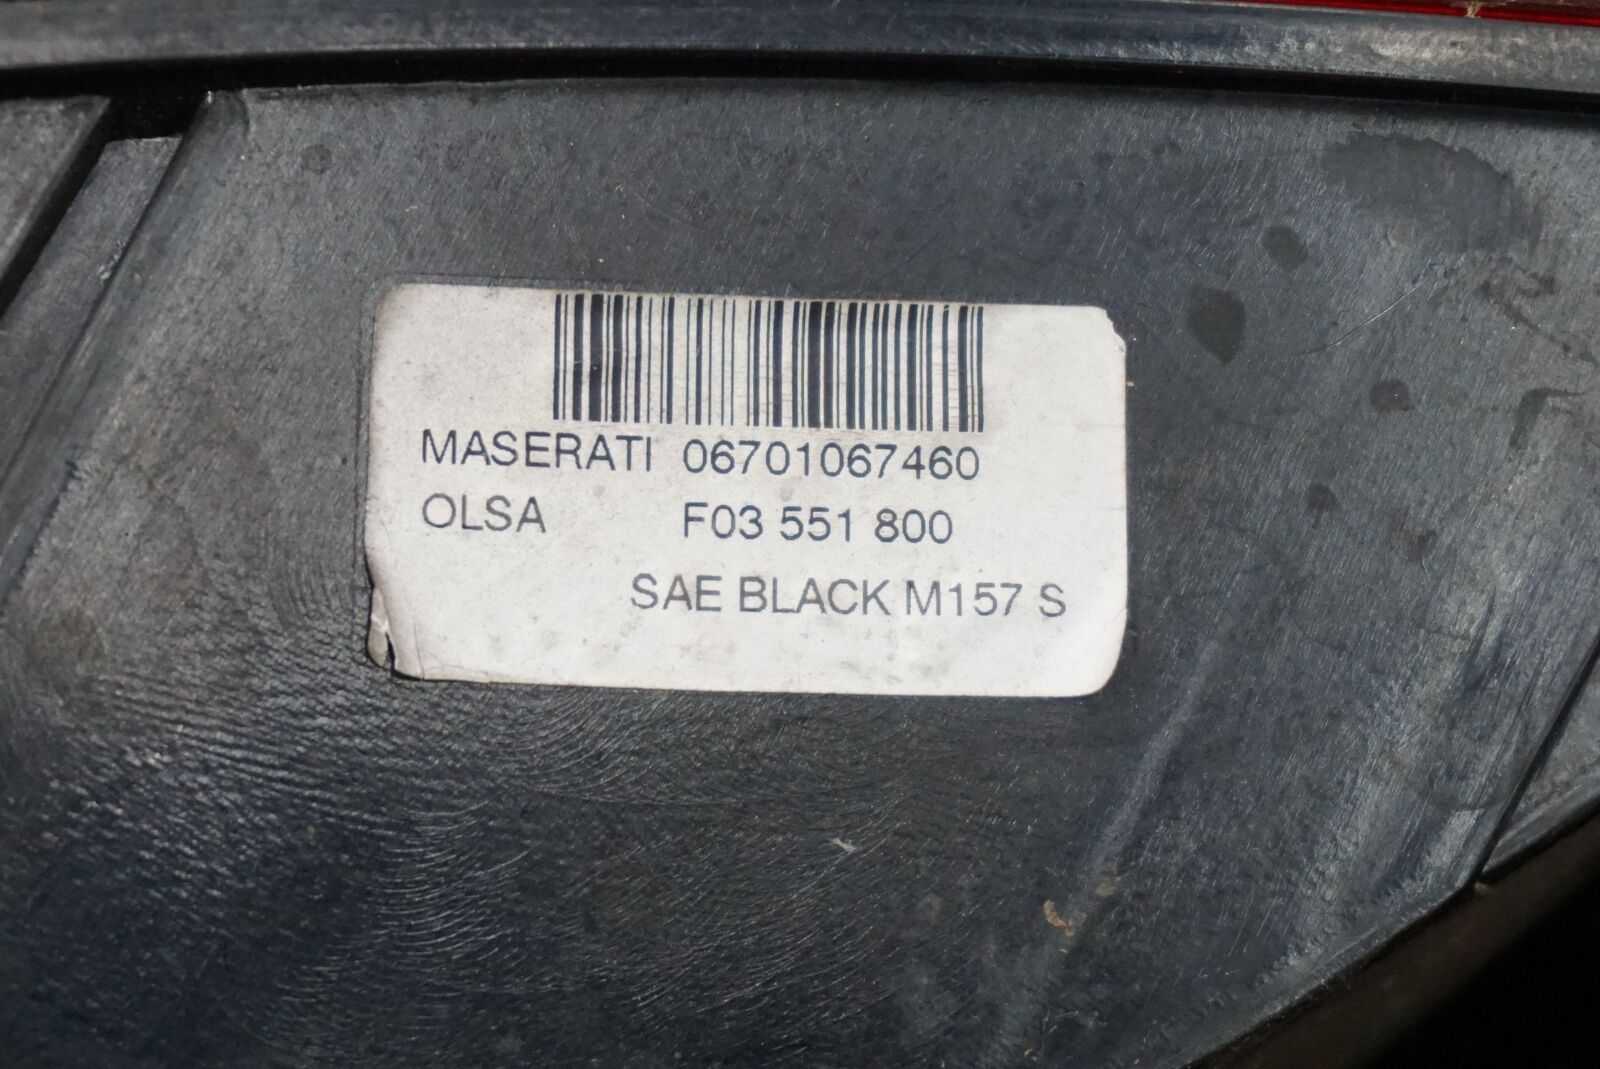 MASERATI 06701067460
OLSA F03 551 800
SAE BLACK M157 S